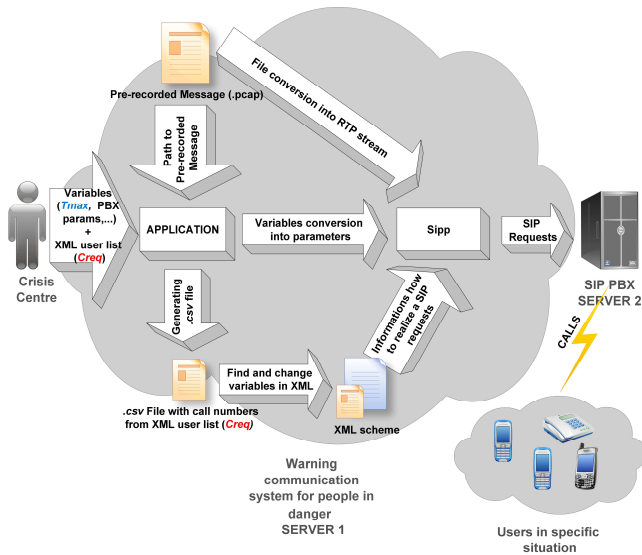 Pre-recorded Message (.pcap)
File conversion into RTP stream
Path to
Pre-recorded
Message
Variables
(Tmax, PBX
params,...)
+
XML user list
(Creq)
APPLICATION
Variables conversion
into parameters
Sipp
SIP
Requests
Crisis
Centre
SIP PBX
SERVER 2
Generating
.csv file
Informations how
to realize a SIP
requests
CALLS
Find and change
variables in XML
.csv File with call numbers
from XML user list (Creq)
XML scheme
Warning
communication
system for people in
danger
SERVER 1
Users in specific
situation